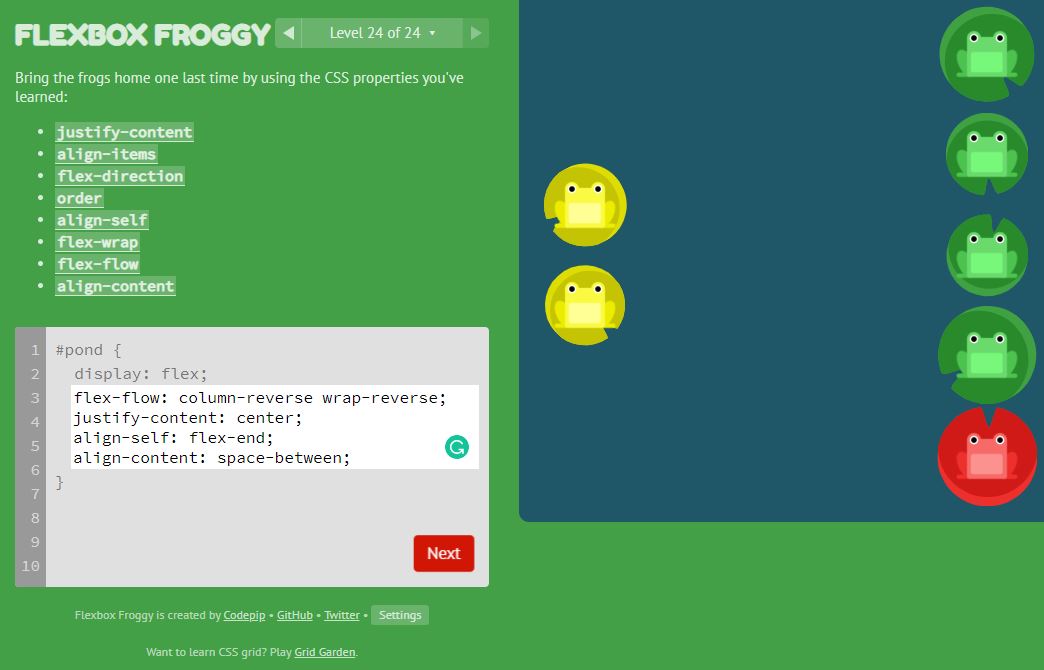 FLEXBOX FROGGY
Level 24 of 24
Bring the frogs home one last time by using the CSS properties you've
learned:
justify-content
align-items
flex-direction
order
align-self
flex-wrap
flex-flow
align-content
1 #pond {
2 display: flex;
3 flex-flow: column-reverse wrap-reverse;
4 justify-content: center;
5 align-self: flex-end;
6 align-content: space-between;
7 }
8
9
10
Next
Flexbox Froggy is created by Codepip • GitHub • Twitter • Settings
Want to learn CSS grid? Play Grid Garden.